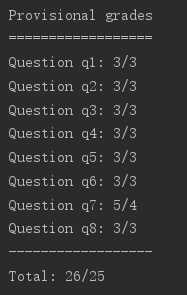 Provisional grades
==================
Question q1: 3/3
Question q2: 3/3
Question q3: 3/3
Question q4: 3/3
Question q5: 3/3
Question q6: 3/3
Question q7: 5/4
Question q8: 3/3
------------------
Total: 26/25